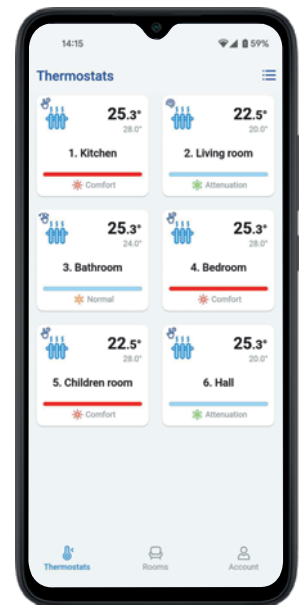 14:15 59%
Thermostats
25.3°
28.0°
1. Kitchen
Comfort
22.5°
20.0°
2. Living room
Attenuation
25.3°
24.0°
3. Bathroom
Normal
25.3°
28.0°
4. Bedroom
Comfort
22.5°
28.0°
5. Children room
Comfort
25.3°
20.0°
6. Hall
Attenuation
Thermostats Rooms Account